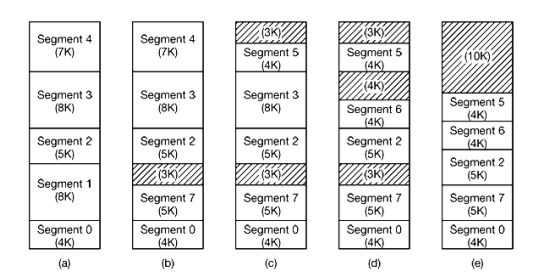 Segment 4
(7K)
Segment 3
(8K)
Segment 2
(5K)
Segment 1
(8K)
Segment 0
(4K)
(a)
Segment 4
(7K)
Segment 3
(8K)
Segment 2
(5K)
(3K)
Segment 7
(5K)
Segment 0
(4K)
(b)
(3K)
Segment 5
(4K)
Segment 3
(8K)
Segment 2
(5K)
(3K)
Segment 7
(5K)
Segment 0
(4K)
(c)
(3K)
Segment 5
(4K)
(4K)
Segment 6
(4K)
Segment 2
(5K)
(3K)
Segment 7
(5K)
Segment 0
(4K)
(d)
(10K)
Segment 5
(4K)
Segment 6
(4K)
Segment 2
(5K)
Segment 7
(5K)
Segment 0
(4K)
(e)